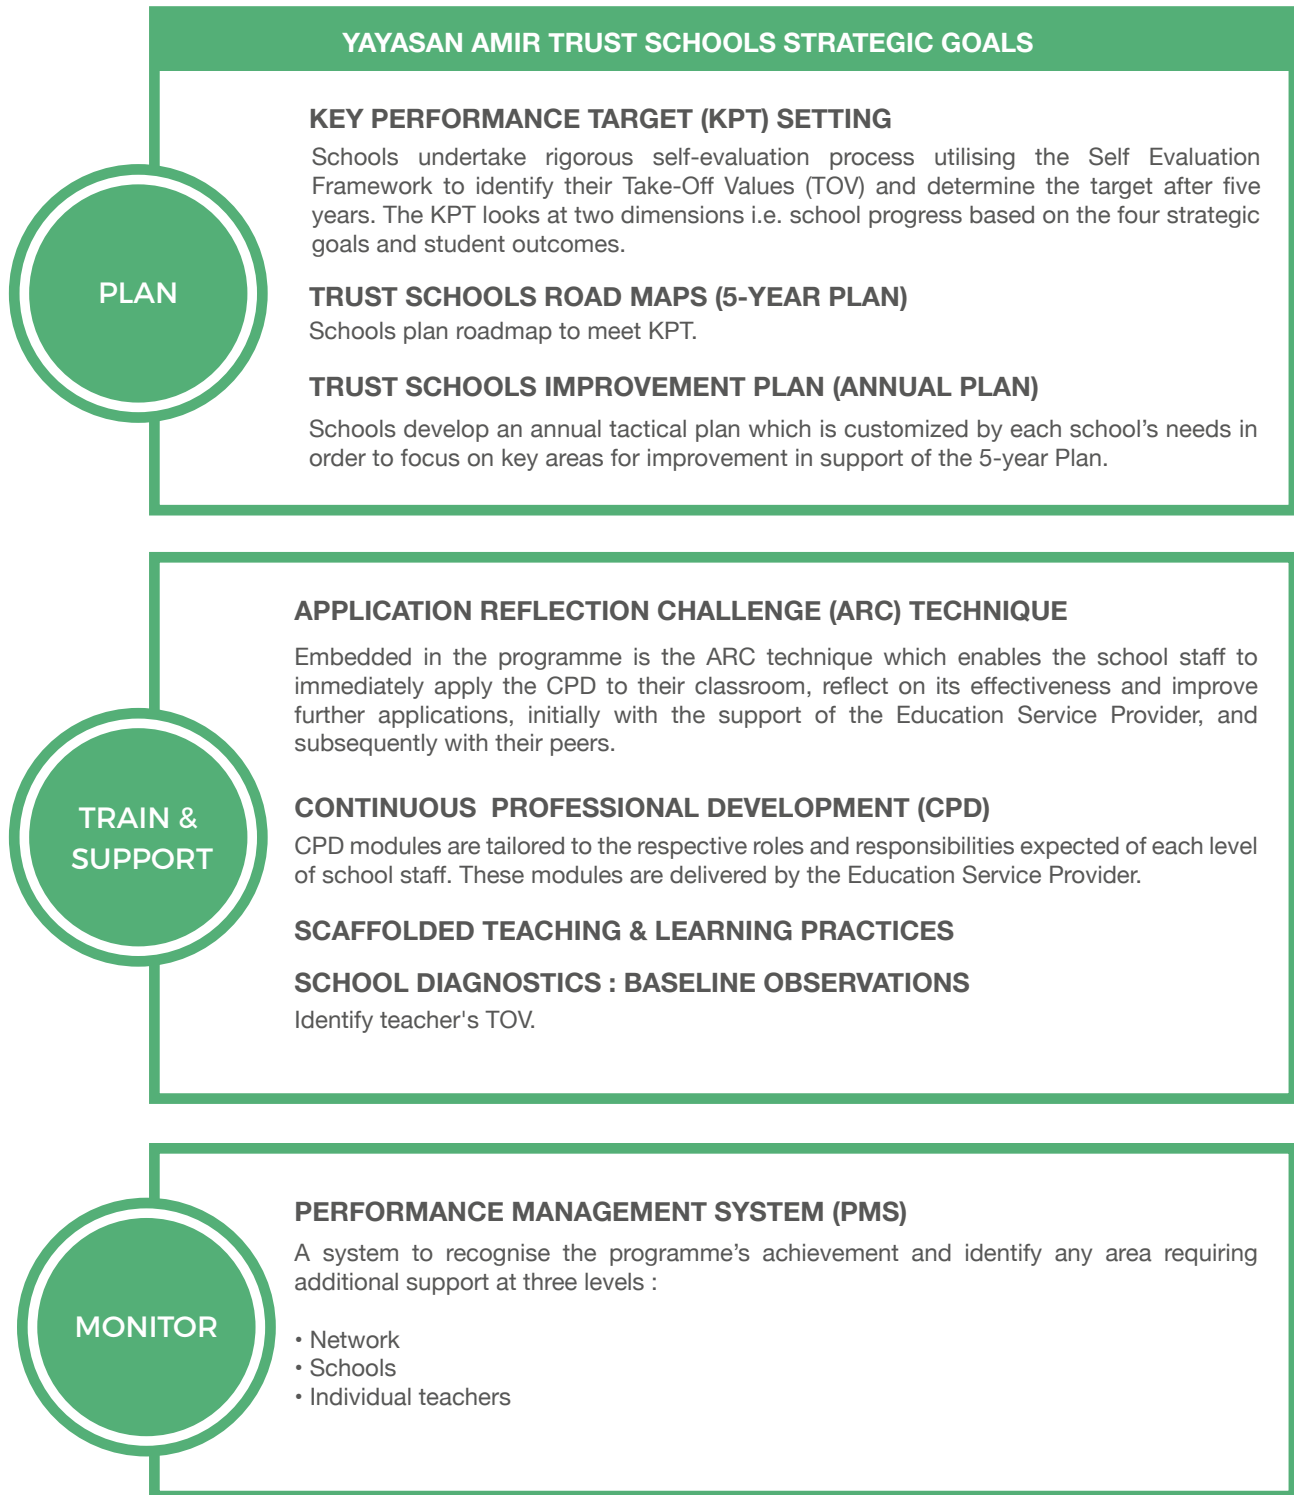 YAYASAN AMIR TRUST SCHOOLS STRATEGIC GOALS
PLAN
KEY PERFORMANCE TARGET (KPT) SETTING
Schools undertake rigorous self-evaluation process utilising the Self Evaluation
Framework to identify their Take-Off Values (TOV) and determine the target after five
years. The KPT looks at two dimensions i.e. school progress based on the four strategic
goals and student outcomes.
TRUST SCHOOLS ROAD MAPS (5-YEAR PLAN)
Schools plan roadmap to meet KPT.
TRUST SCHOOLS IMPROVEMENT PLAN (ANNUAL PLAN)
Schools develop an annual tactical plan which is customized by each school’s needs in
order to focus on key areas for improvement in support of the 5-year Plan.
TRAIN &
SUPPORT
APPLICATION REFLECTION CHALLENGE (ARC) TECHNIQUE
Embedded in the programme is the ARC technique which enables the school staff to
immediately apply the CPD to their classroom, reflect on its effectiveness and improve
further applications, initially with the support of the Education Service Provider, and
subsequently with their peers.
CONTINUOUS PROFESSIONAL DEVELOPMENT (CPD)
CPD modules are tailored to the respective roles and responsibilities expected of each level
of school staff. These modules are delivered by the Education Service Provider.
SCAFFOLDED TEACHING & LEARNING PRACTICES
SCHOOL DIAGNOSTICS : BASELINE OBSERVATIONS
Identify teacher's TOV.
MONITOR
PERFORMANCE MANAGEMENT SYSTEM (PMS)
A system to recognise the programme’s achievement and identify any area requiring
additional support at three levels :
• Network
• Schools
• Individual teachers